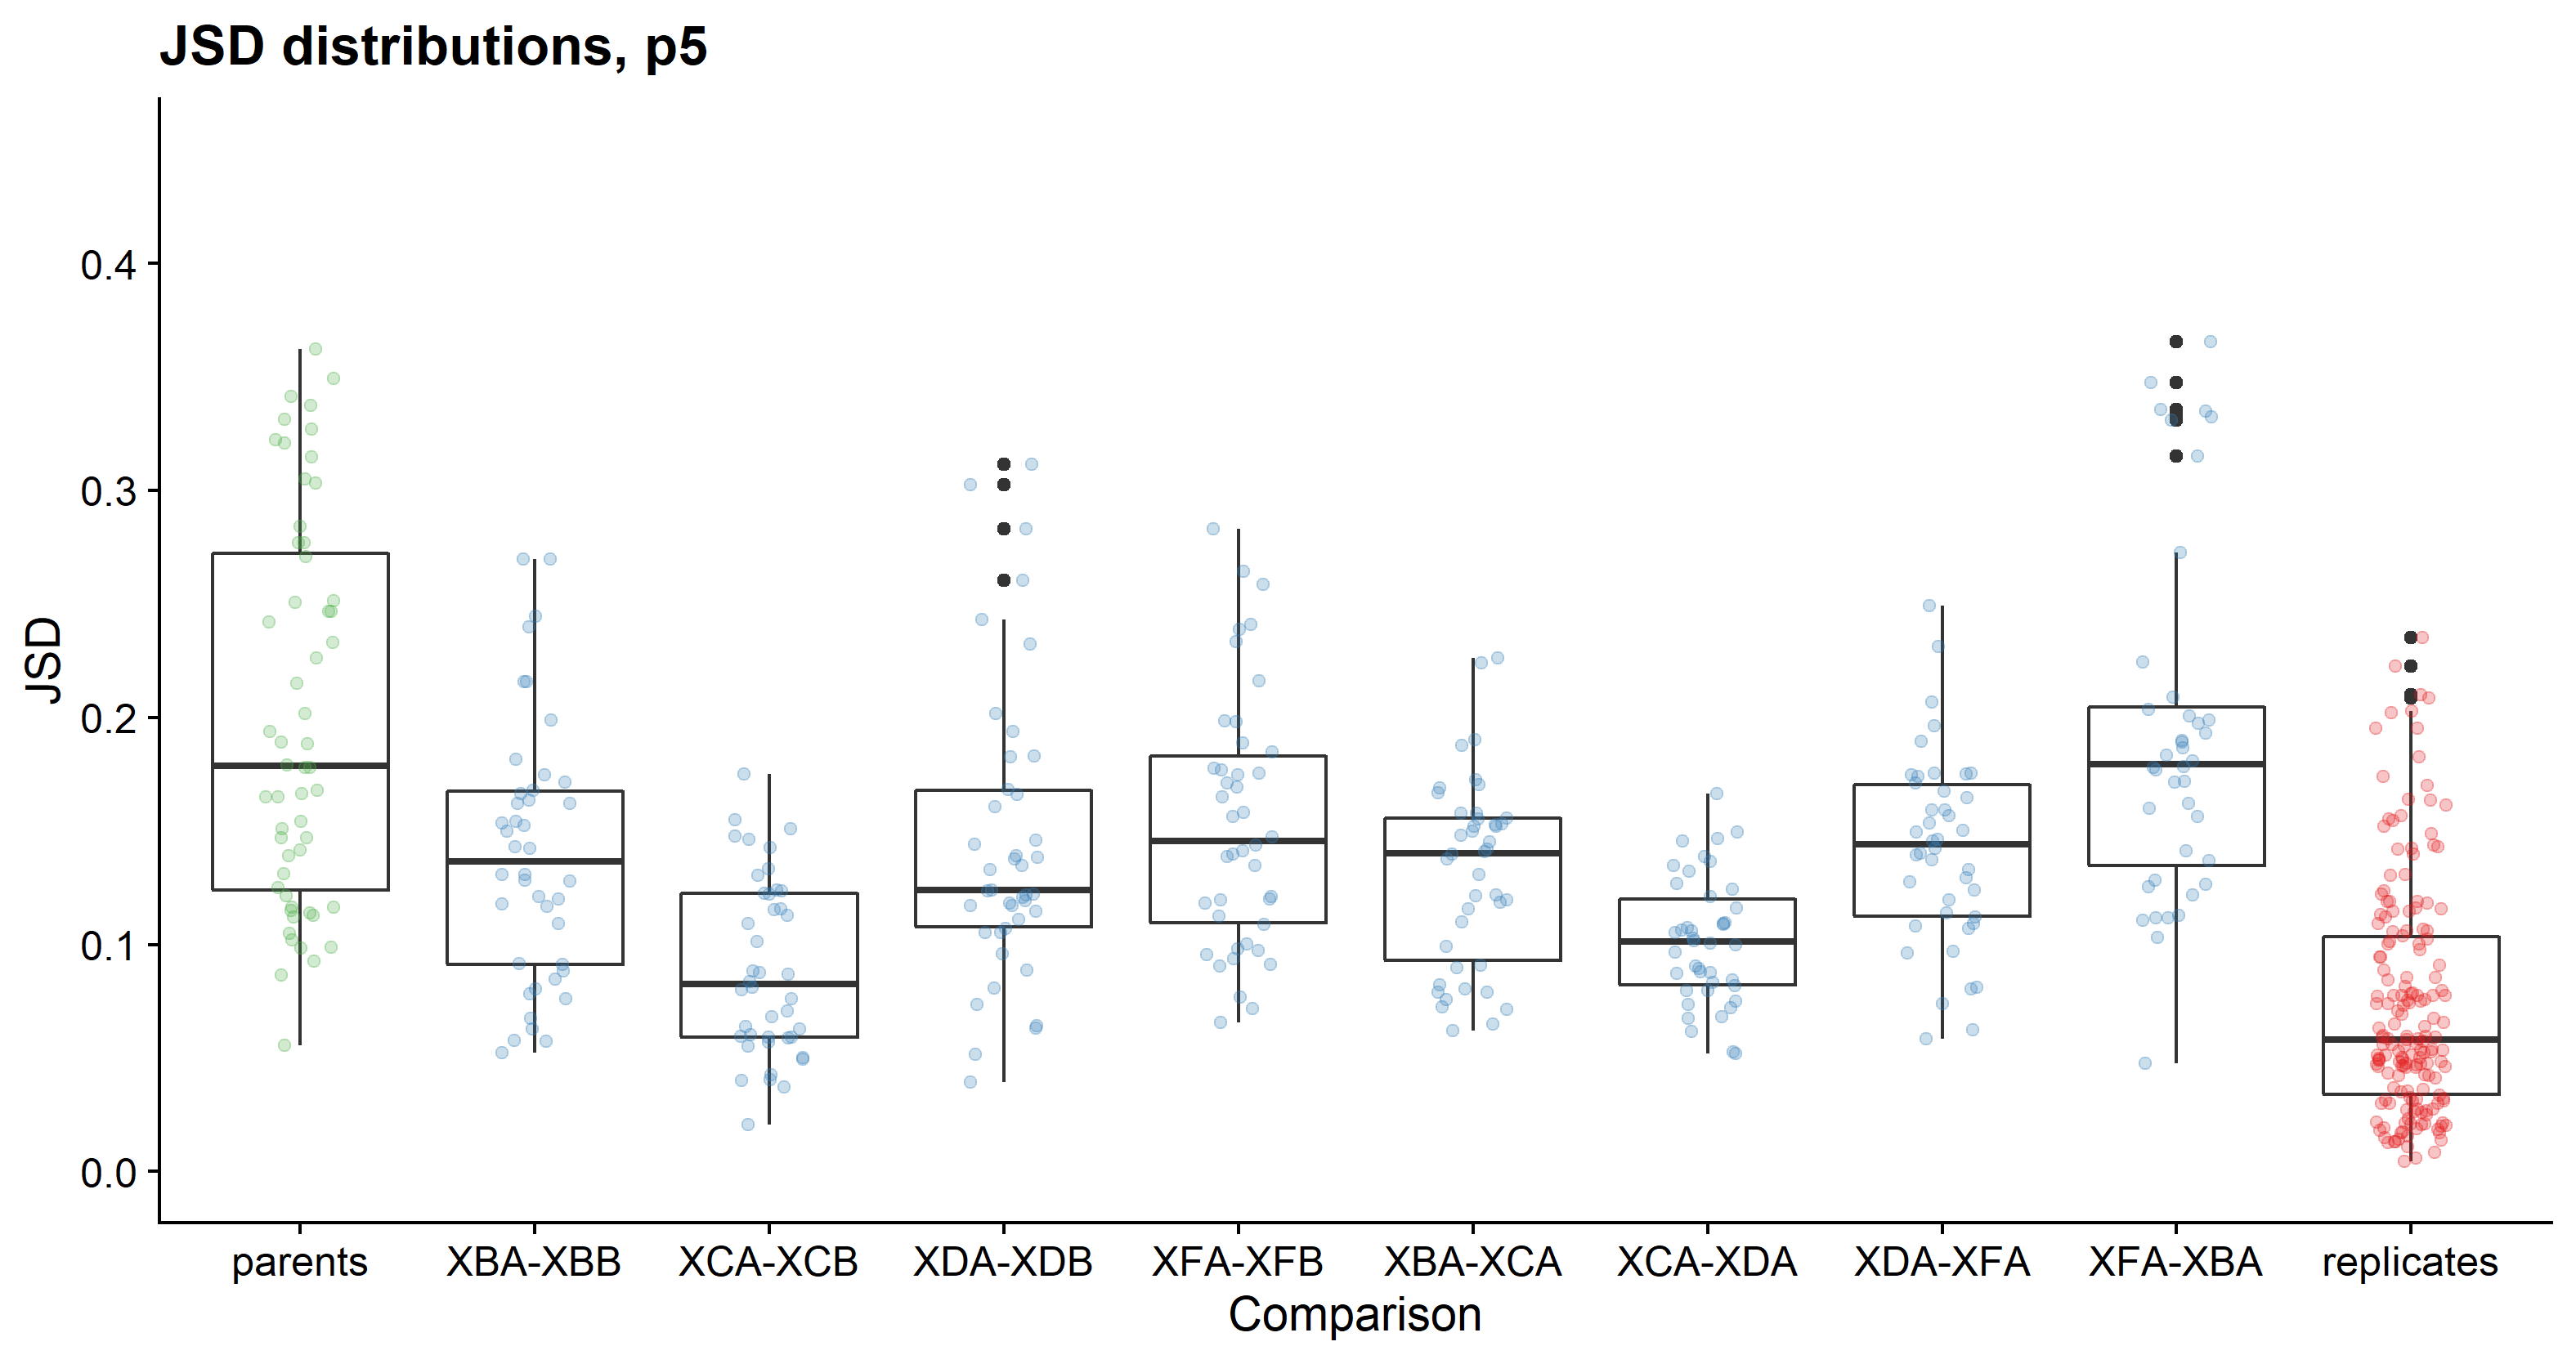 JSD distributions, p5
JSD
0.4
0.3
0.2
0.1
0.0
parents XBA-XBB XCA-XCB XDA-XDB XFA-XFB XBA-XCA XCA-XDA XDA-XFA XFA-XBA replicates
Comparison